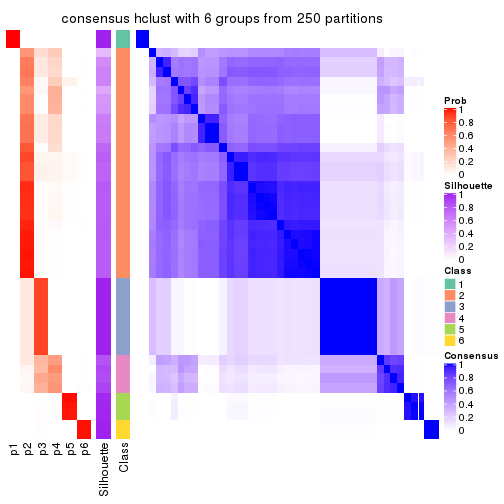 consensus hclust with 6 groups from 250 partitions
Prob
1
0.8
0.6
0.4
0.2
0
Silhouette
1
0.8
0.6
0.4
0.2
0
Class
1
2
3
4
5
6
Consensus
1
0.8
0.6
0.4
0.2
0
p1
p2
p3
p4
p5
p6
Silhouette
Class